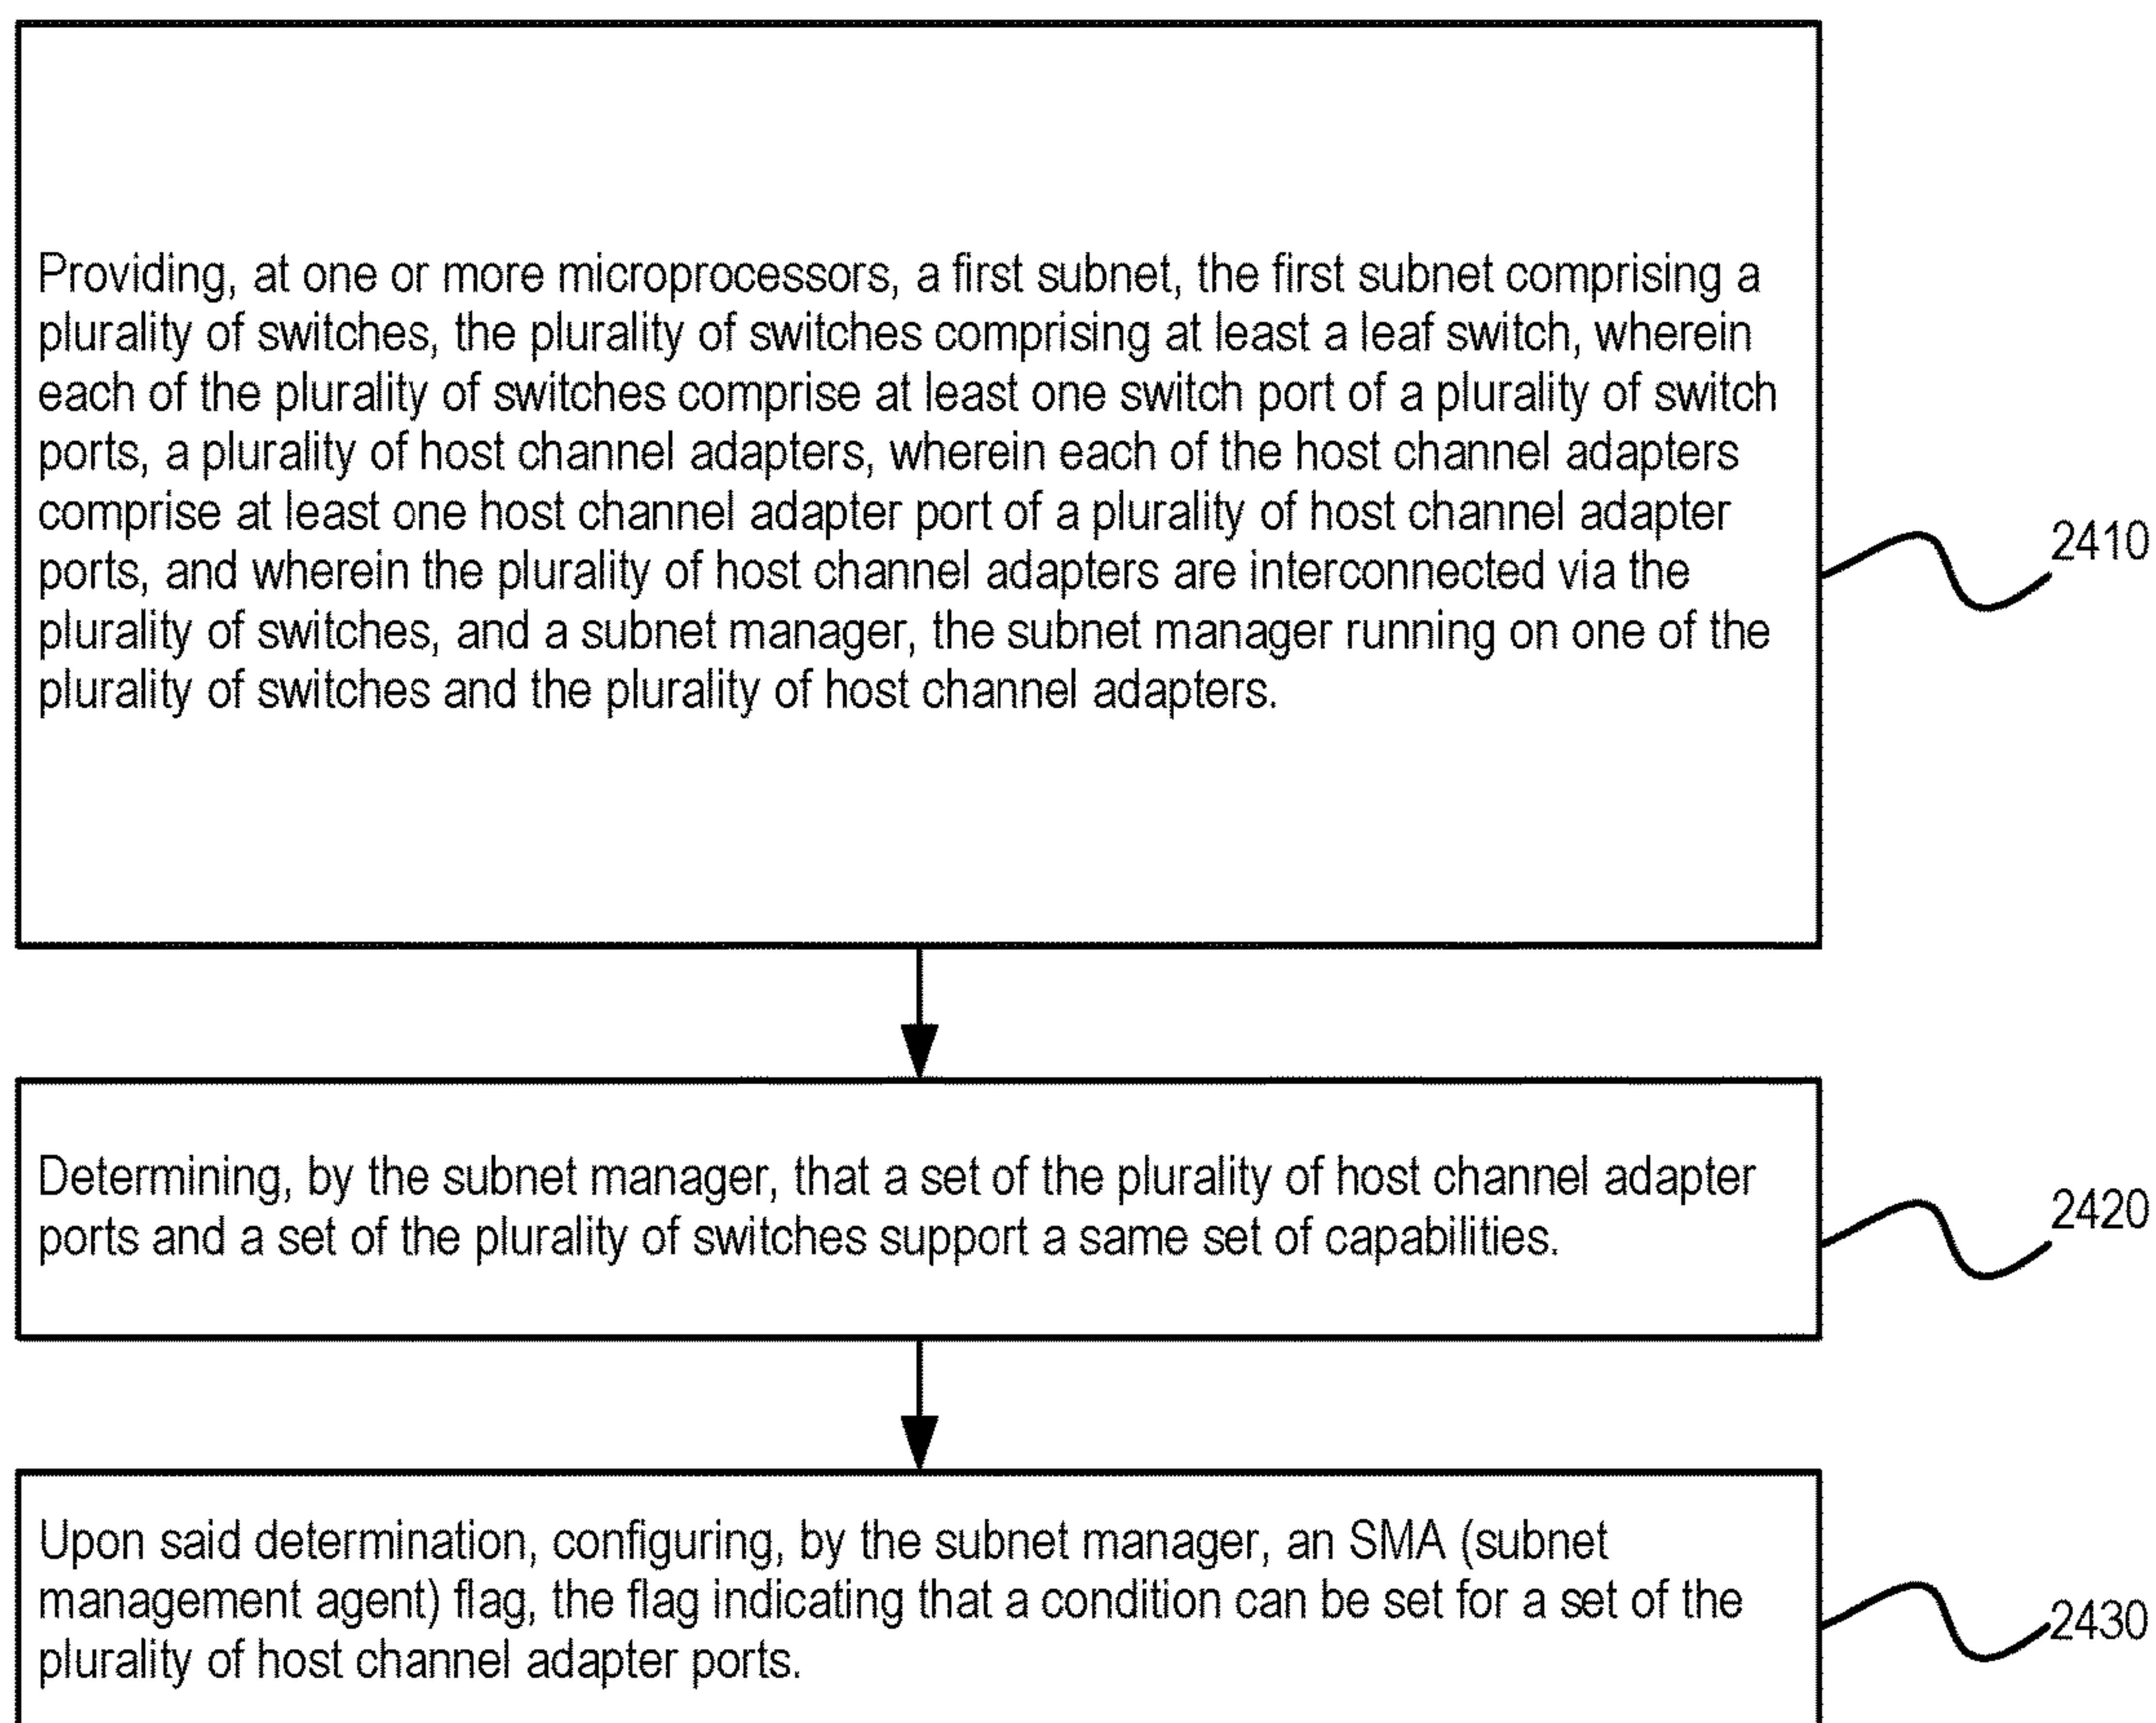 Providing, at one or more microprocessors, a first subnet, the first subnet comprising a
plurality of switches, the plurality of switches comprising at least a leaf switch, wherein
each of the plurality of switches comprise at least one switch port of a plurality of switch
ports, a plurality of host channel adapters, wherein each of the host channel adapters
comprise at least one host channel adapter port of a plurality of host channel adapter
ports, and wherein the plurality of host channel adapters are interconnected via the
plurality of switches, and a subnet manager, the subnet manager running on one of the
plurality of switches and the plurality of host channel adapters.
2410
Determining, by the subnet manager, that a set of the plurality of host channel adapter
ports and a set of the plurality of switches support a same set of capabilities.
2420
Upon said determination, configuring, by the subnet manager, an SMA (subnet
management agent) flag, the flag indicating that a condition can be set for a set of the
plurality of host channel adapter ports.
2430